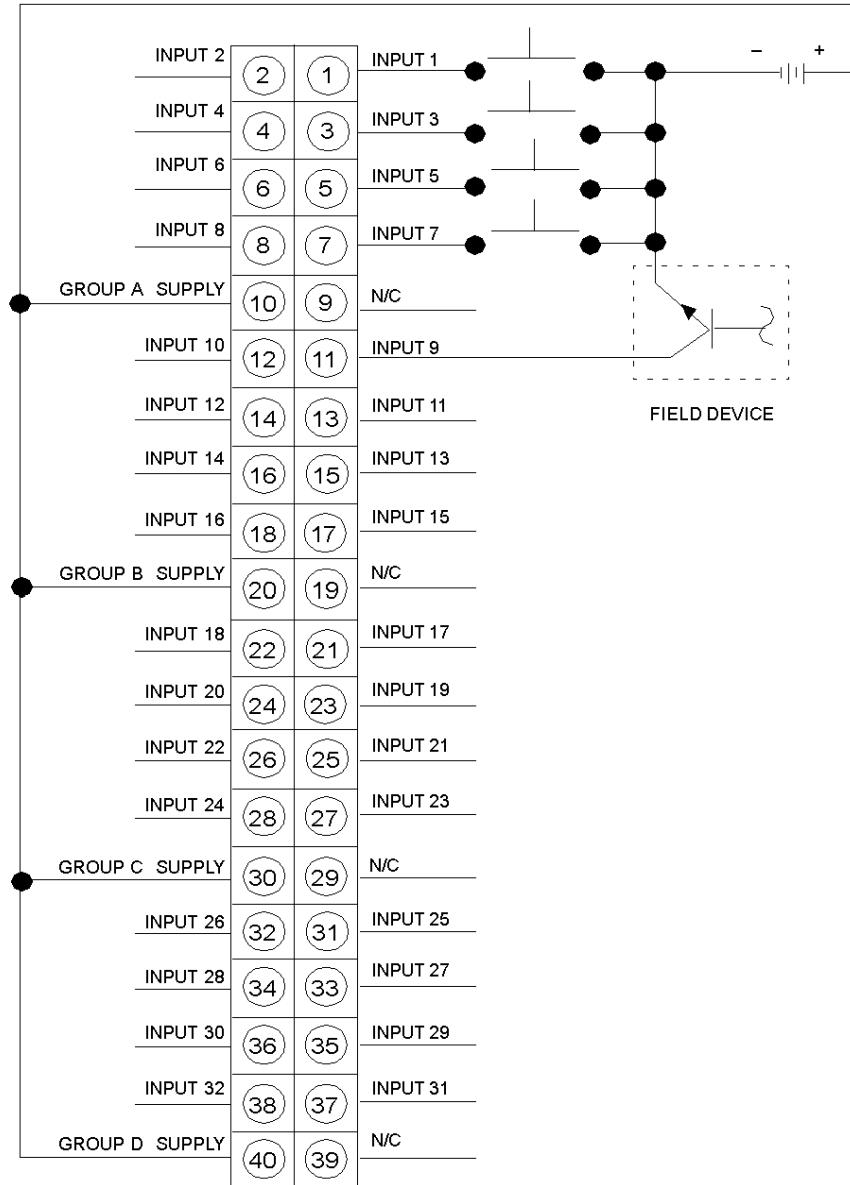 − +
INPUT 2 2 1 INPUT 1
INPUT 4 4 3 INPUT 3
INPUT 6 6 5 INPUT 5
INPUT 8 8 7 INPUT 7
GROUP A SUPPLY 10 9 N/C
INPUT 10 12 11 INPUT 9
FIELD DEVICE
INPUT 12 14 13 INPUT 11
INPUT 14 16 15 INPUT 13
INPUT 16 18 17 INPUT 15
GROUP B SUPPLY 20 19 N/C
INPUT 18 22 21 INPUT 17
INPUT 20 24 23 INPUT 19
INPUT 22 26 25 INPUT 21
INPUT 24 28 27 INPUT 23
GROUP C SUPPLY 30 29 N/C
INPUT 26 32 31 INPUT 25
INPUT 28 34 33 INPUT 27
INPUT 30 36 35 INPUT 29
INPUT 32 38 37 INPUT 31
GROUP D SUPPLY 40 39 N/C